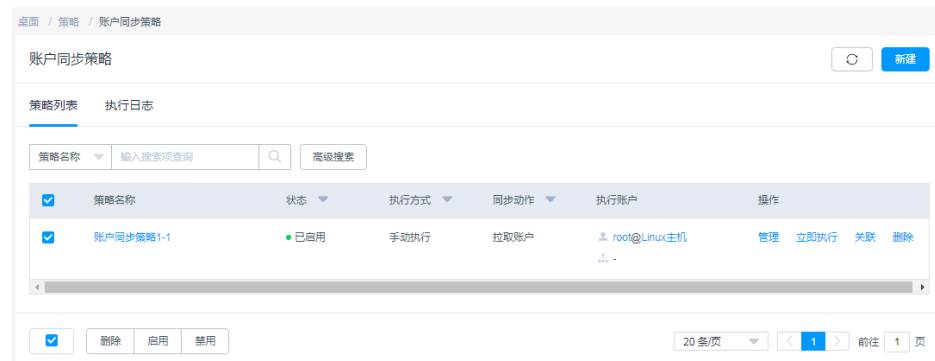 桌面 / 策略 / 账户同步策略
账户同步策略 新建
策略列表 执行日志
策略名称 输入搜索项查询 高级搜索
策略名称 状态 执行方式 同步动作 执行账户 操作
账户同步策略1-1 已启用 手动执行 拉取账户 root@Linux主机 管理 立即执行 关联 删除
-
删除 启用 禁用 20 条/页 1 前往 1 页